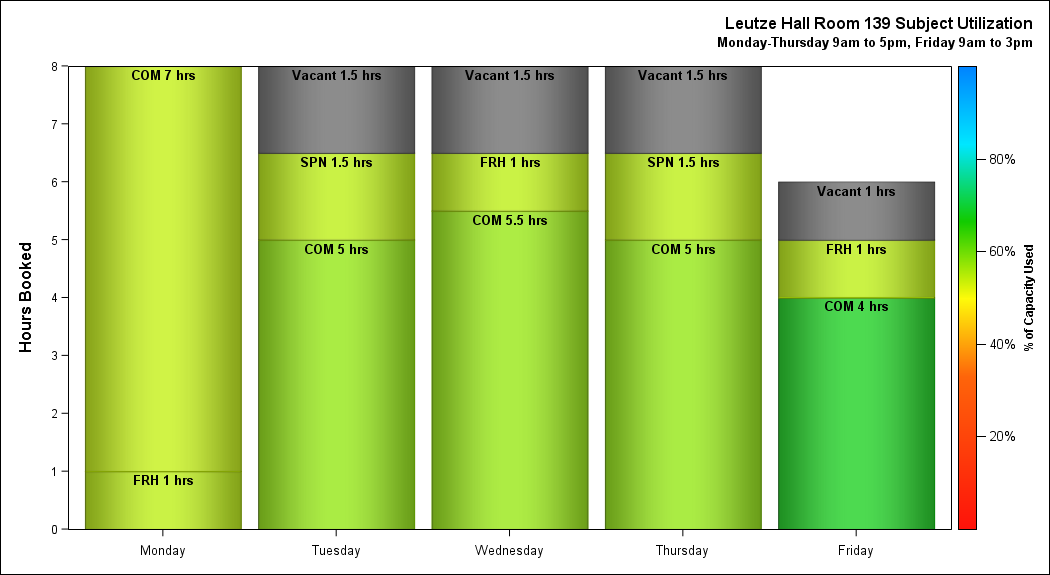 Leutze Hall Room 139 Subject Utilization
Monday-Thursday 9am to 5pm, Friday 9am to 3pm
Hours Booked
8
7
6
5
4
3
2
1
0
COM 7 hrs
FRH 1 hrs
Vacant 1.5 hrs
SPN 1.5 hrs
COM 5 hrs
Vacant 1.5 hrs
FRH 1 hrs
COM 5.5 hrs
Vacant 1.5 hrs
SPN 1.5 hrs
COM 5 hrs
Vacant 1 hrs
FRH 1 hrs
COM 4 hrs
Monday
Tuesday
Wednesday
Thursday
Friday
80%
60%
40%
20%
% of Capacity Used